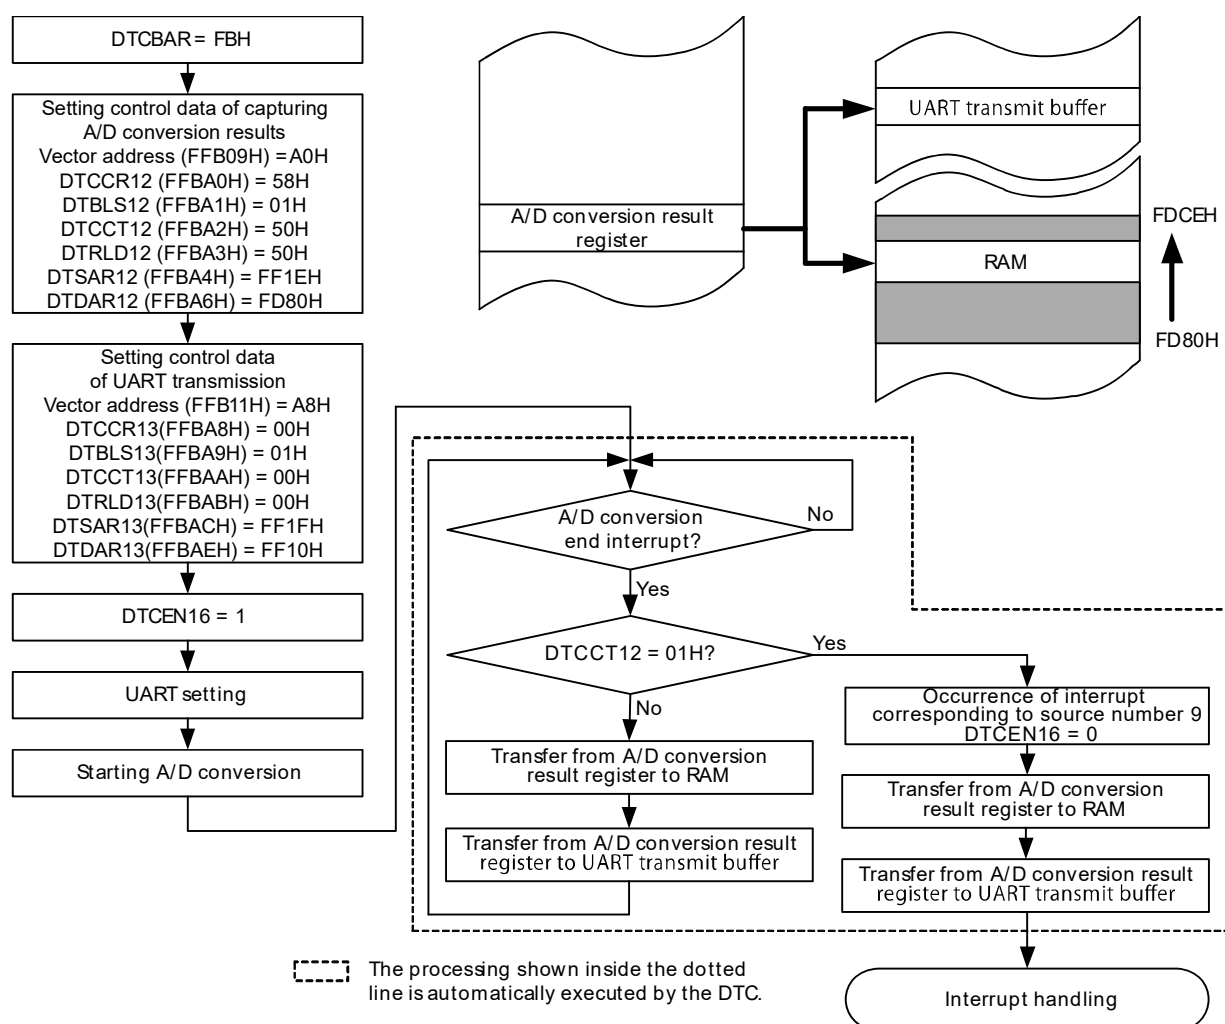 DTCBAR = FBH
Setting control data of capturing
A/D conversion results
Vector address (FFB09H) = A0H
DTCCR12 (FFBA0H) = 58H
DTBLS12 (FFBA1H) = 01H
DTCCT12 (FFBA2H) = 50H
DTRLD12 (FFBA3H) = 50H
DTSAR12 (FFBA4H) = FF1EH
DTDAR12 (FFBA6H) = FD80H
Setting control data
of UART transmission
Vector address (FFB11H) = A8H
DTCCR13(FFBA8H) = 00H
DTBLS13(FFBA9H) = 01H
DTCCT13(FFBAAH) = 00H
DTRLD13(FFBABH) = 00H
DTSAR13(FFBACH) = FF1FH
DTDAR13(FFBAEH) = FF10H
DTCEN16 = 1
UART setting
Starting A/D conversion
A/D conversion result
register
UART transmit buffer
RAM
FDCEH
FD80H
A/D conversion
end interrupt?
No
Yes
DTCCT12 = 01H?
Yes
No
Transfer from A/D conversion
result register to RAM
Transfer from A/D conversion result
register to UART transmit buffer
Occurrence of interrupt
corresponding to source number 9
DTCEN16 = 0
Transfer from A/D conversion
result register to RAM
Transfer from A/D conversion result
register to UART transmit buffer
Interrupt handling
The processing shown inside the dotted
line is automatically executed by the DTC.